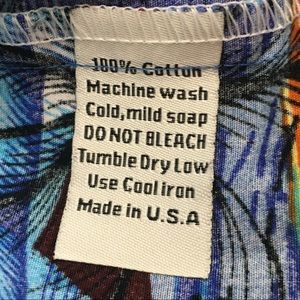 100% Cotton
Machine wash
Cold,mild soap
DO NOT BLEACH
Tumble Dry Low
Use Cool iron
Made in U.S.A